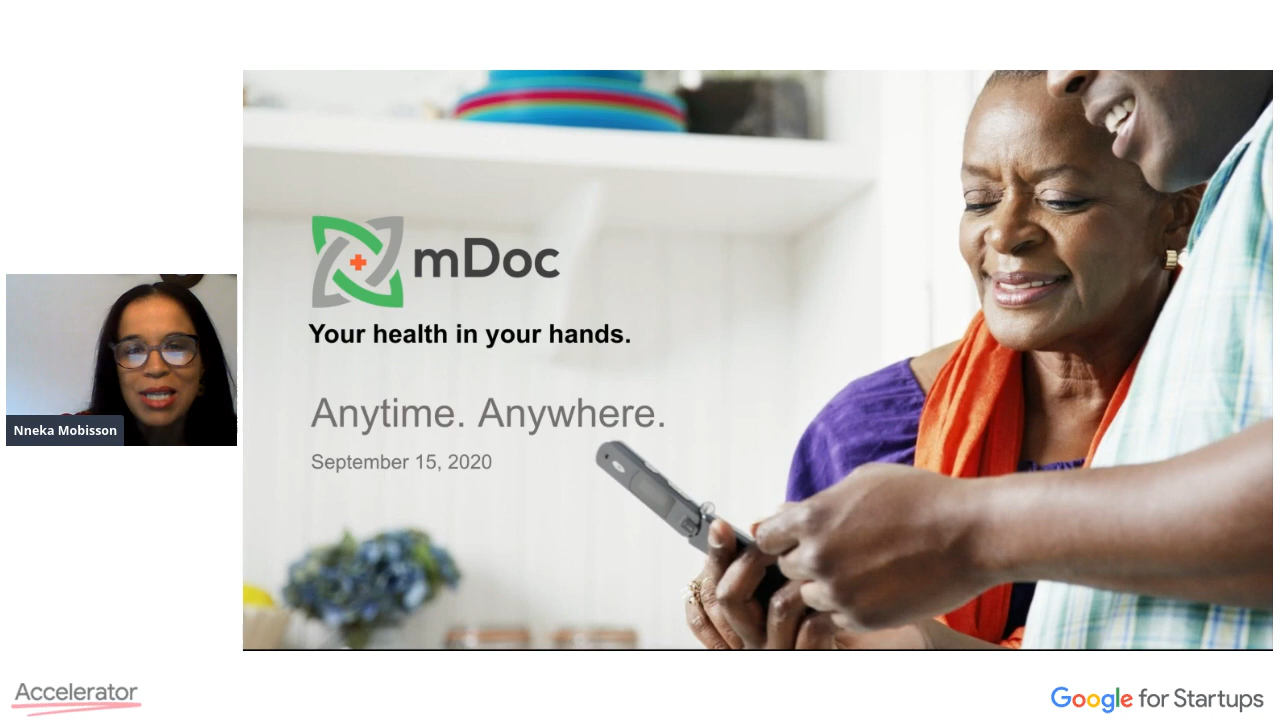 mDoc
Your health in your hands.
Anytime. Anywhere.
September 15, 2020
Nneka Mobisson
Accelerator
Google for Startups